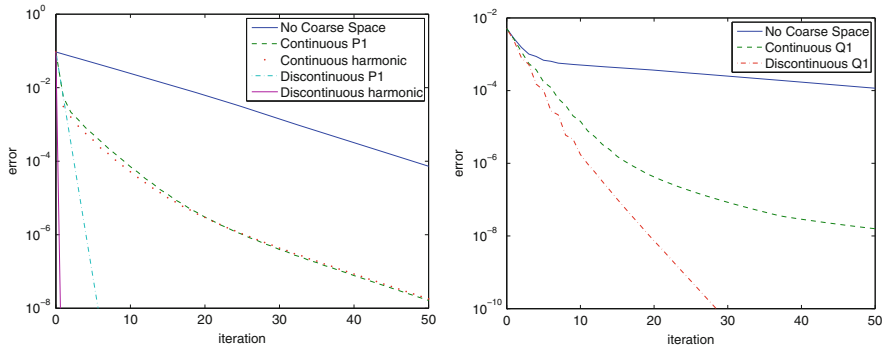 No Coarse Space
Continuous P1
Continuous harmonic
Discontinuous P1
Discontinuous harmonic
10^0
10^-2
10^-4
10^-6
10^-8
error
0 10 20 30 40 50
iteration
No Coarse Space
Continuous Q1
Discontinuous Q1
10^-2
10^-4
10^-6
10^-8
10^-10
error
0 10 20 30 40 50
iteration